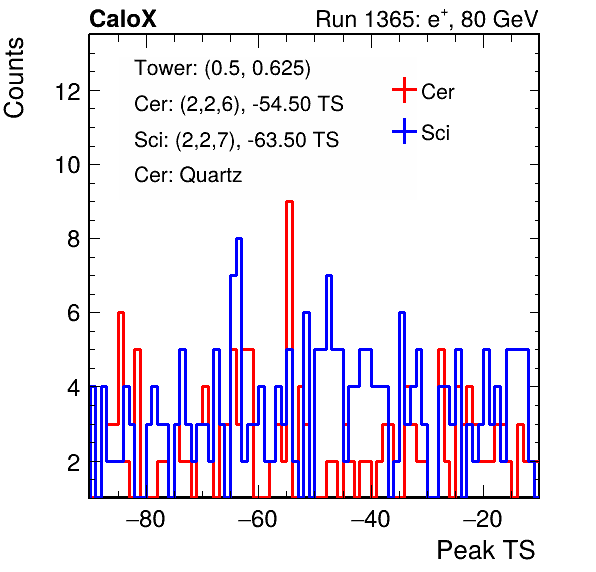 CaloX Run 1365: e⁺, 80 GeV
Counts
Tower: (0.5, 0.625)
Cer: (2,2,6), -54.50 TS
Sci: (2,2,7), -63.50 TS
Cer: Quartz
Cer
Sci
12
10
8
6
4
2
−80 −60 −40 −20
Peak TS